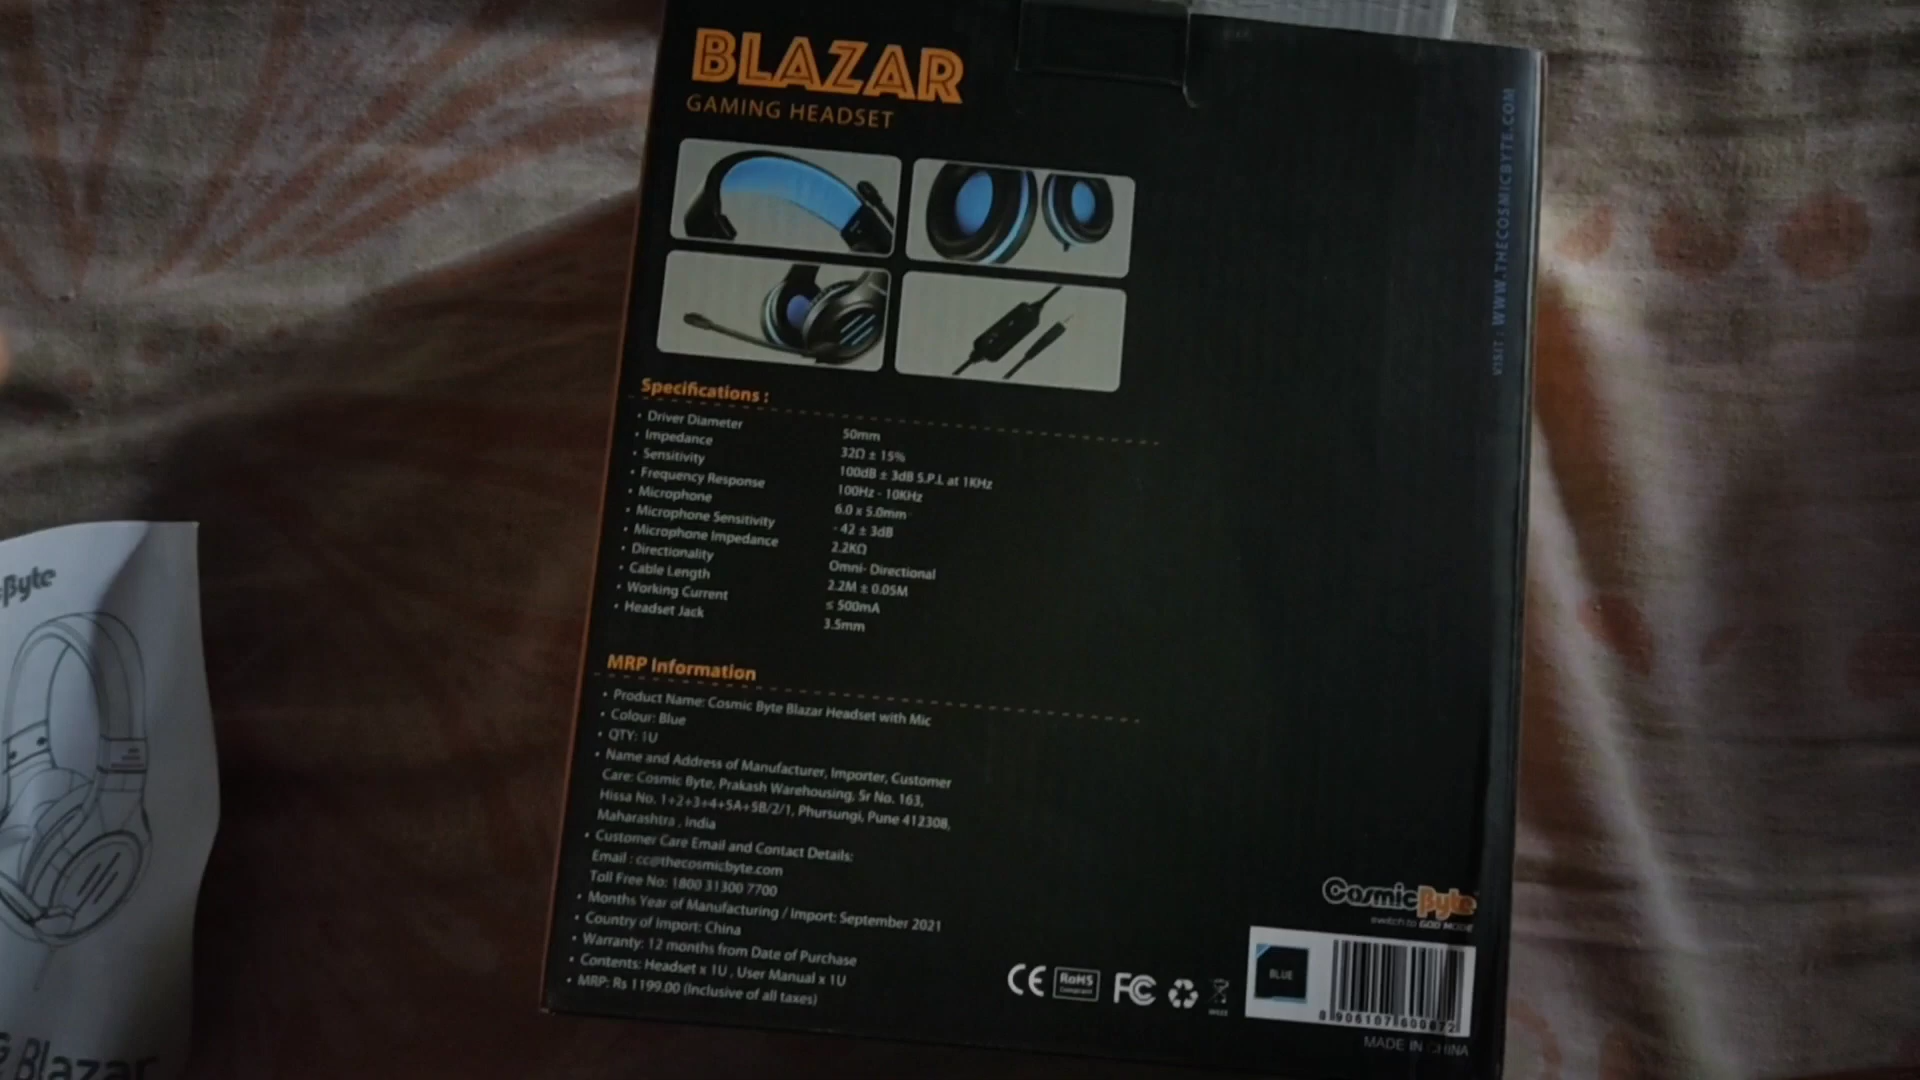 BLAZAR
GAMING HEADSET
VISIT : WWW.THECOSMICBYTE.COM
Specifications :
• Driver Diameter 50mm
• Impedance 32Ω ± 15%
• Sensitivity 100dB ± 3dB S.P.L at 1KHz
• Frequency Response 100Hz - 10KHz
• Microphone 6.0 x 5.0mm
• Microphone Sensitivity - 42 ± 3dB
• Microphone Impedance 2.2KΩ
• Directionality Omni- Directional
• Cable Length 2.2M ± 0.05M
• Working Current ≤ 500mA
• Headset Jack 3.5mm
MRP Information
• Product Name: Cosmic Byte Blazar Headset with Mic
• Colour: Blue
• QTY: 1U
• Name and Address of Manufacturer, Importer, Customer
Care: Cosmic Byte, Prakash Warehousing, Sr No. 163,
Hissa No. 1+2+3+4+5A+5B/2/1, Phursungi, Pune 412308,
Maharashtra , India
• Customer Care Email and Contact Details:
Email : cc@thecosmicbyte.com
Toll Free No: 1800 31300 7700
• Months Year of Manufacturing / Import: September 2021
• Country of Import: China
• Warranty: 12 months from Date of Purchase
• Contents: Headset x 1U , User Manual x 1U
• MRP: Rs 1199.00 (Inclusive of all taxes)
CE
RoHS
Compliant
FC
CosmicByte
switch to GOD MODE
BLUE
8 906107 600872
MADE IN CHINA
Byte
Blazar